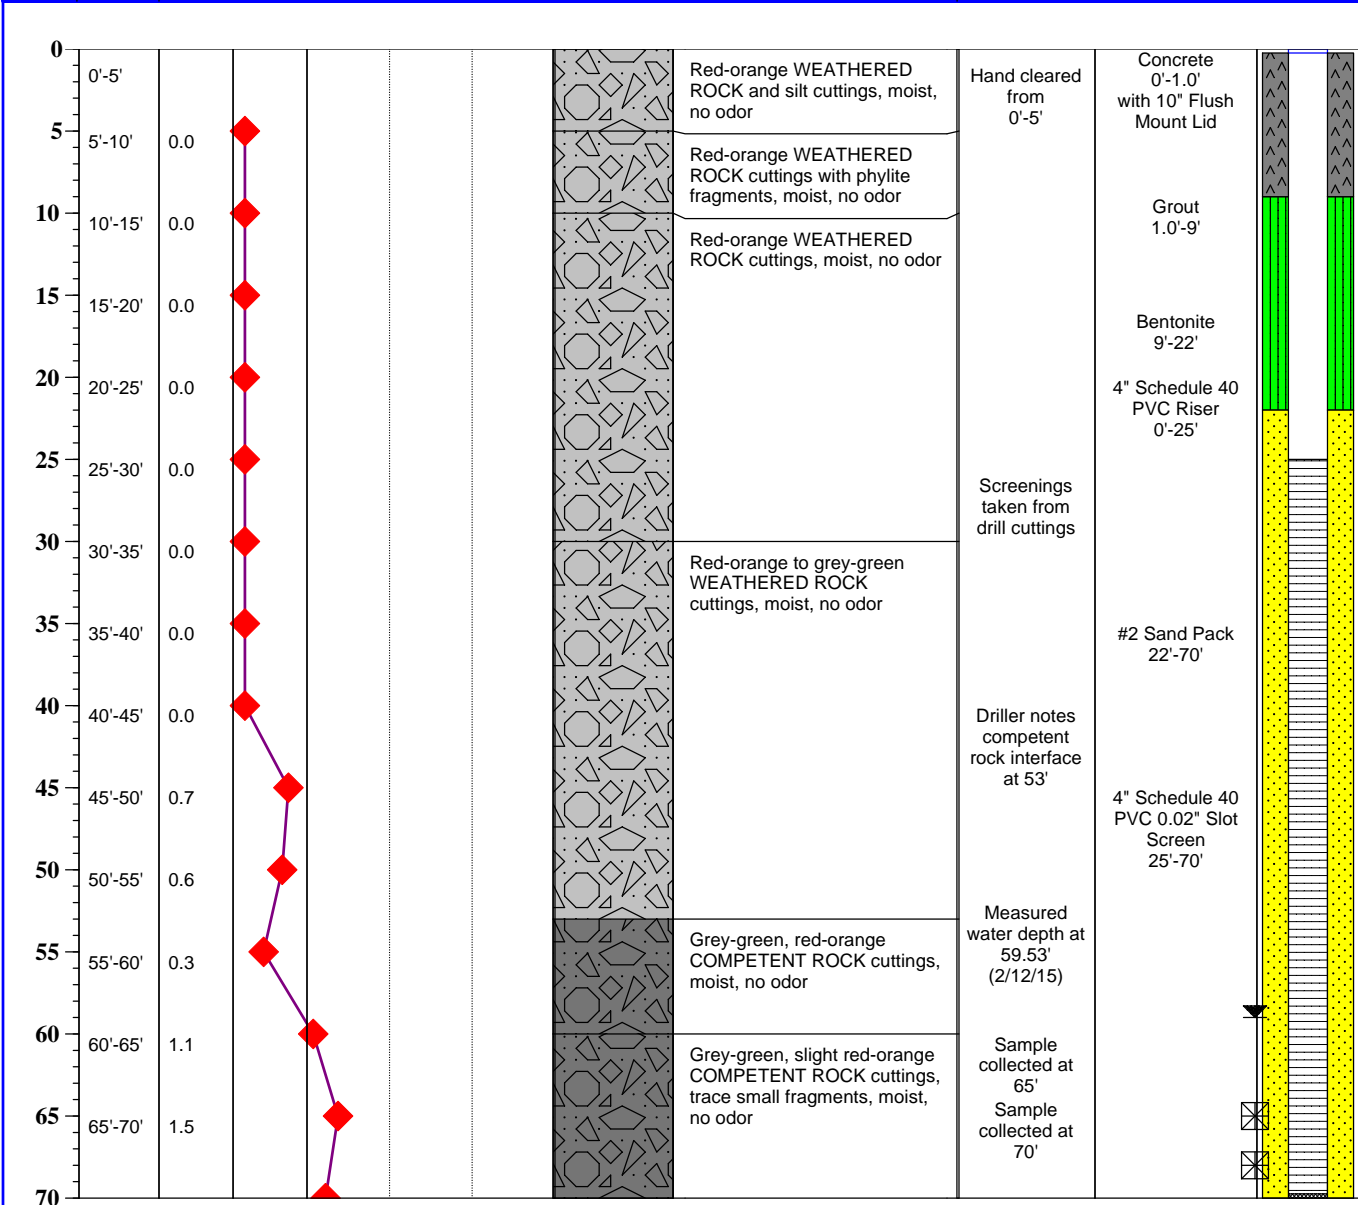 0
5
10
15
20
25
30
35
40
45
50
55
60
65
70
0'-5'
5'-10'
10'-15'
15'-20'
20'-25'
25'-30'
30'-35'
35'-40'
40'-45'
45'-50'
50'-55'
55'-60'
60'-65'
65'-70'
0.0
0.0
0.0
0.0
0.0
0.0
0.0
0.0
0.7
0.6
0.3
1.1
1.5
Red-orange WEATHERED
ROCK and silt cuttings, moist,
no odor
Red-orange WEATHERED
ROCK cuttings with phylite
fragments, moist, no odor
Red-orange WEATHERED
ROCK cuttings, moist, no odor
Red-orange to grey-green
WEATHERED ROCK
cuttings, moist, no odor
Grey-green, red-orange
COMPETENT ROCK cuttings,
moist, no odor
Grey-green, slight red-orange
COMPETENT ROCK cuttings,
trace small fragments, moist,
no odor
Hand cleared
from
0'-5'
Screenings
taken from
drill cuttings
Driller notes
competent
rock interface
at 53'
Measured
water depth at
59.53'
(2/12/15)
Sample
collected at
65'
Sample
collected at
70'
Concrete
0'-1.0'
with 10" Flush
Mount Lid
Grout
1.0'-9'
Bentonite
9'-22'
4" Schedule 40
PVC Riser
0'-25'
#2 Sand Pack
22'-70'
4" Schedule 40
PVC 0.02" Slot
Screen
25'-70'